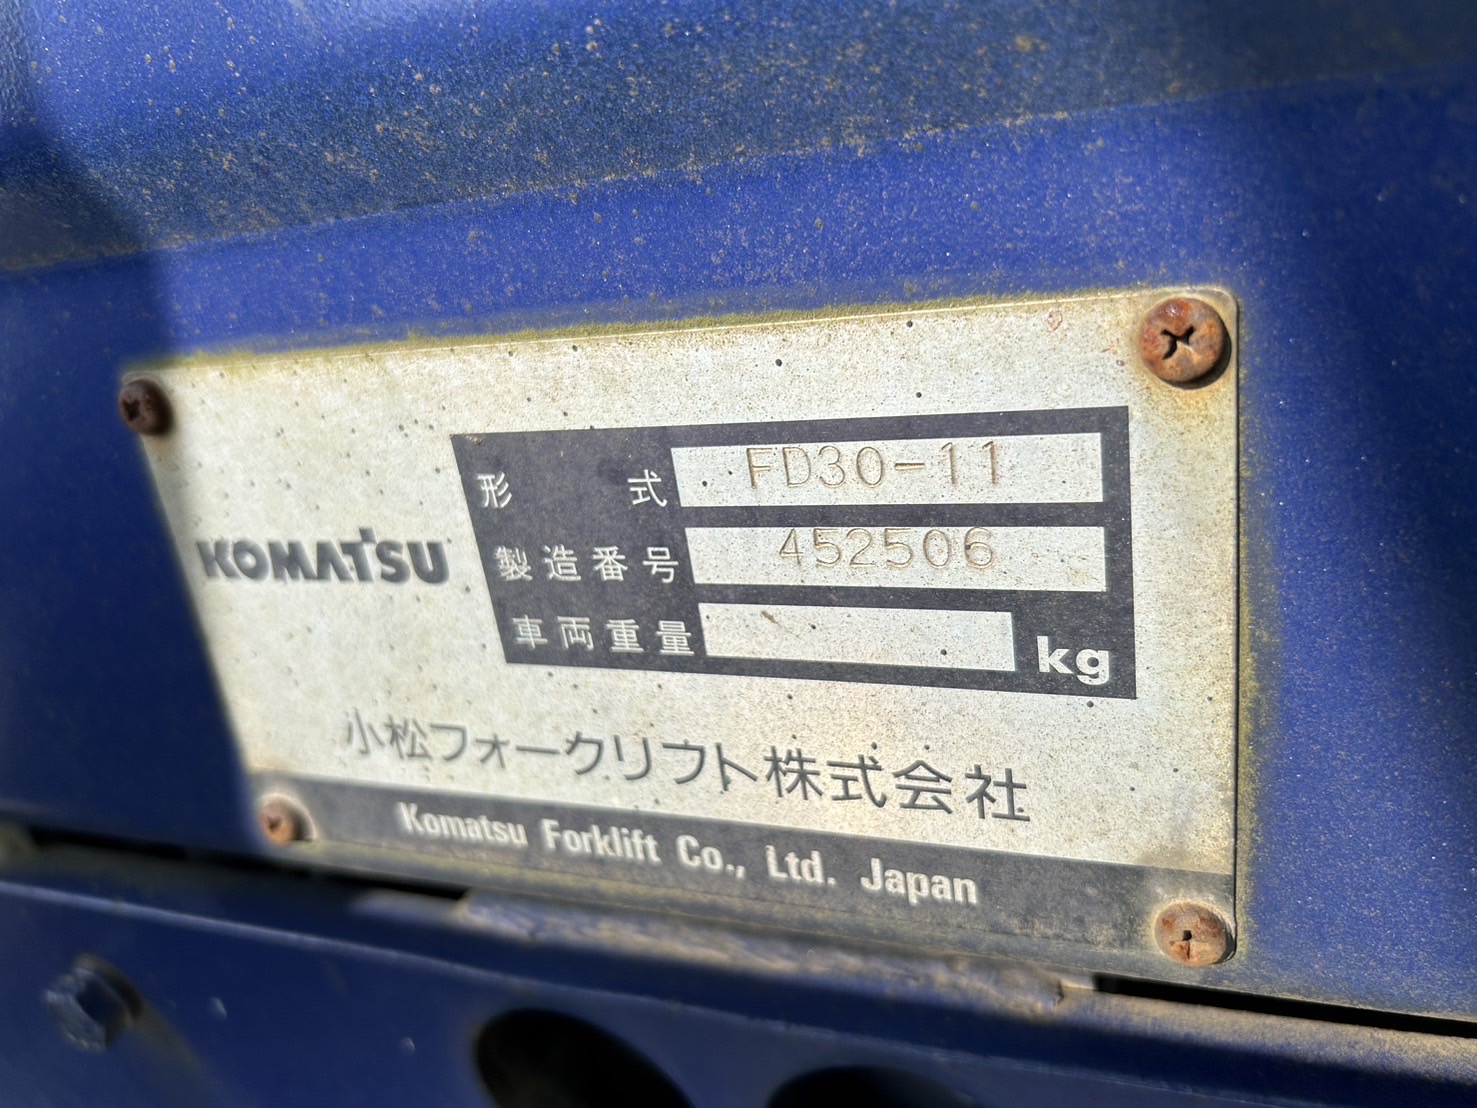 KOMATSU
形式 FD30-11
製造番号 452506
車両重量 kg
小松フォークリフト株式会社
Komatsu Forklift Co., Ltd. Japan